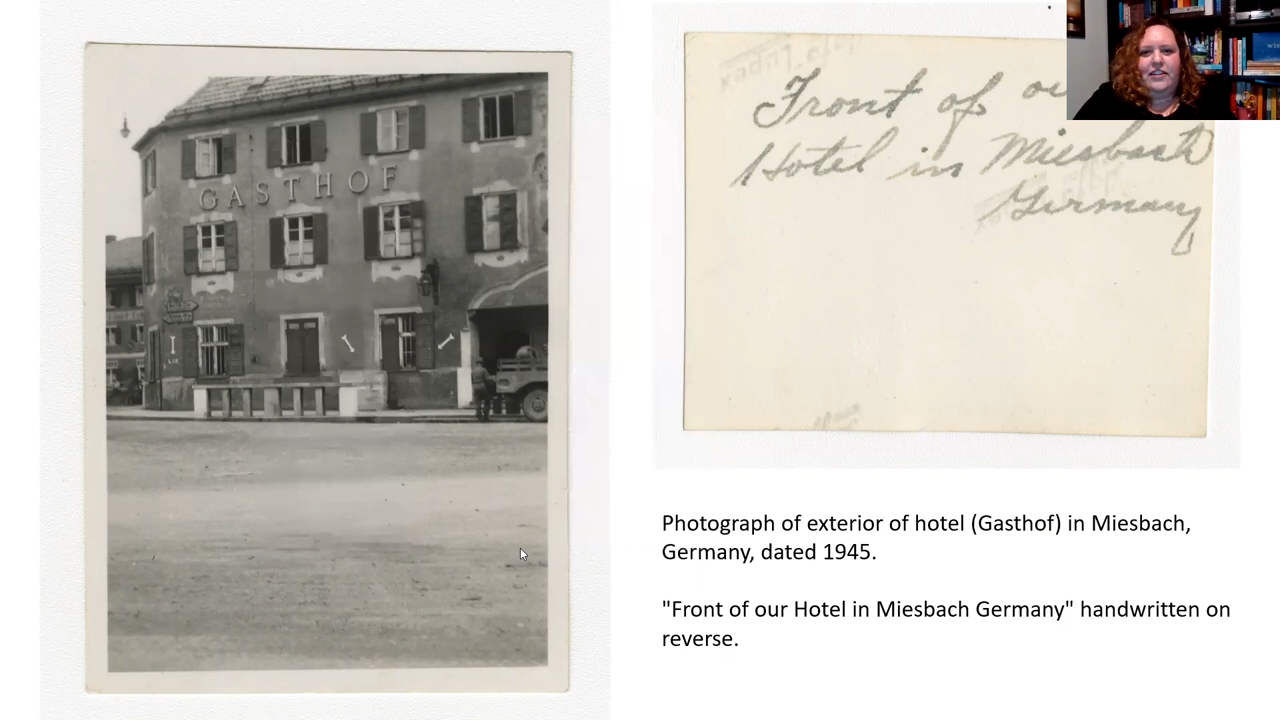 GASTHOF
Front of
Hotel in Miesbach
Germany
Photograph of exterior of hotel (Gasthof) in Miesbach,
Germany, dated 1945.
"Front of our Hotel in Miesbach Germany" handwritten on
reverse.